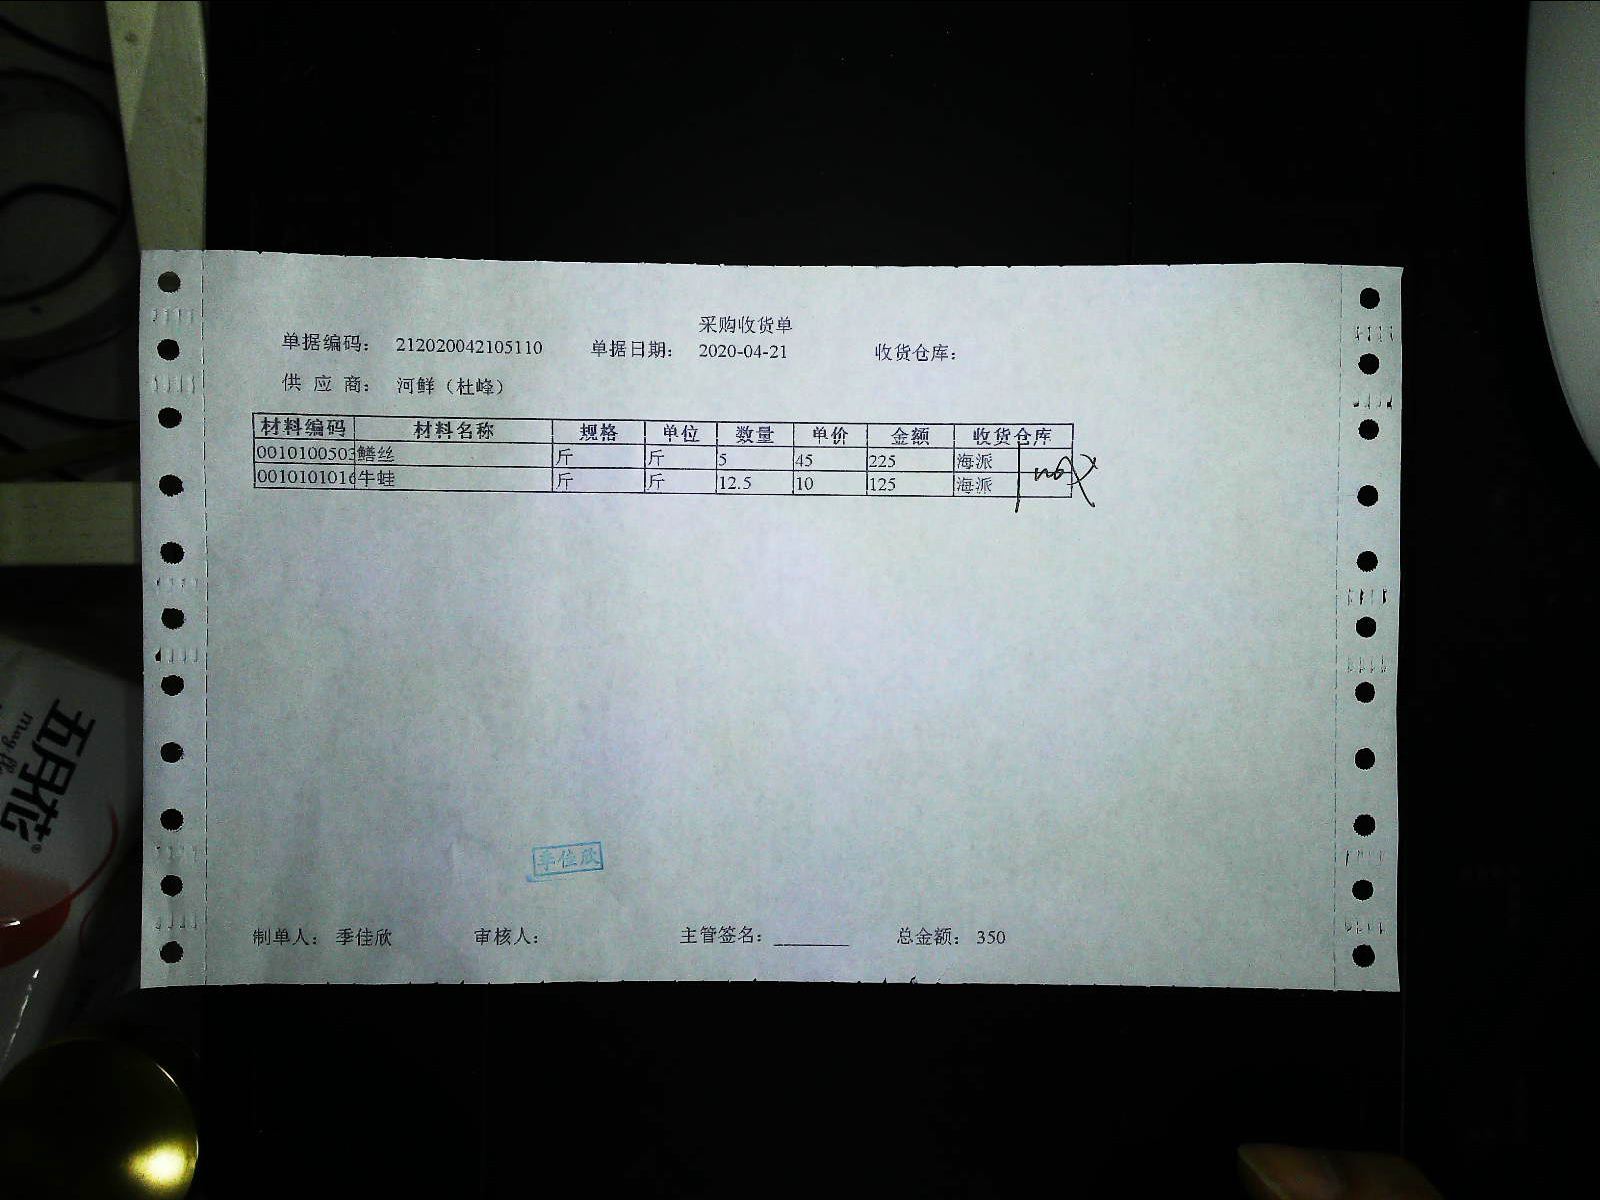 采购收货单
单据编码： 212020042105110 单据日期： 2020-04-21 收货仓库：
供 应 商： 河鲜（杜峰）
材料编码 材料名称 规格 单位 数量 单价 金额 收货仓库
0010100503 鳝丝 斤 斤 5 45 225 海派
0010101016 牛蛙 斤 斤 12.5 10 125 海派
季佳欣
制单人： 季佳欣 审核人： 主管签名： ________ 总金额： 350
五月花®
may